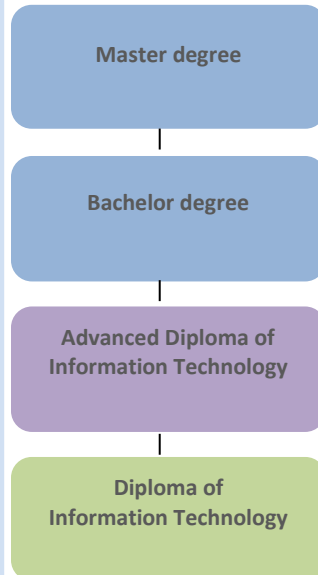 Master degree
Bachelor degree
Advanced Diploma of
Information Technology
Diploma of
Information Technology